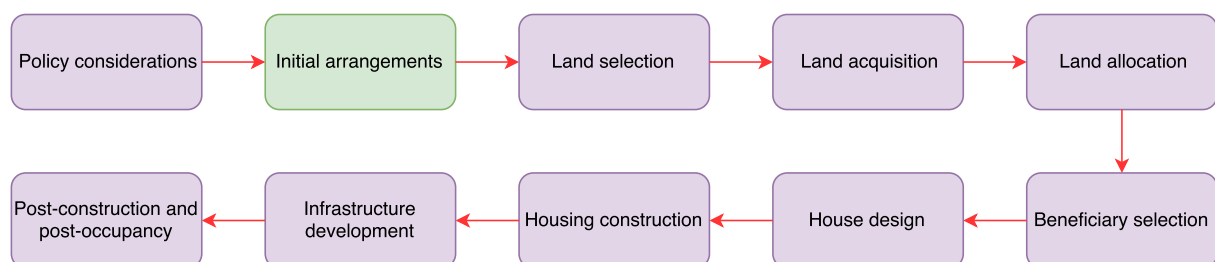 Policy considerations
Initial arrangements
Land selection
Land acquisition
Land allocation
Beneficiary selection
House design
Housing construction
Infrastructure
development
Post-construction and
post-occupancy